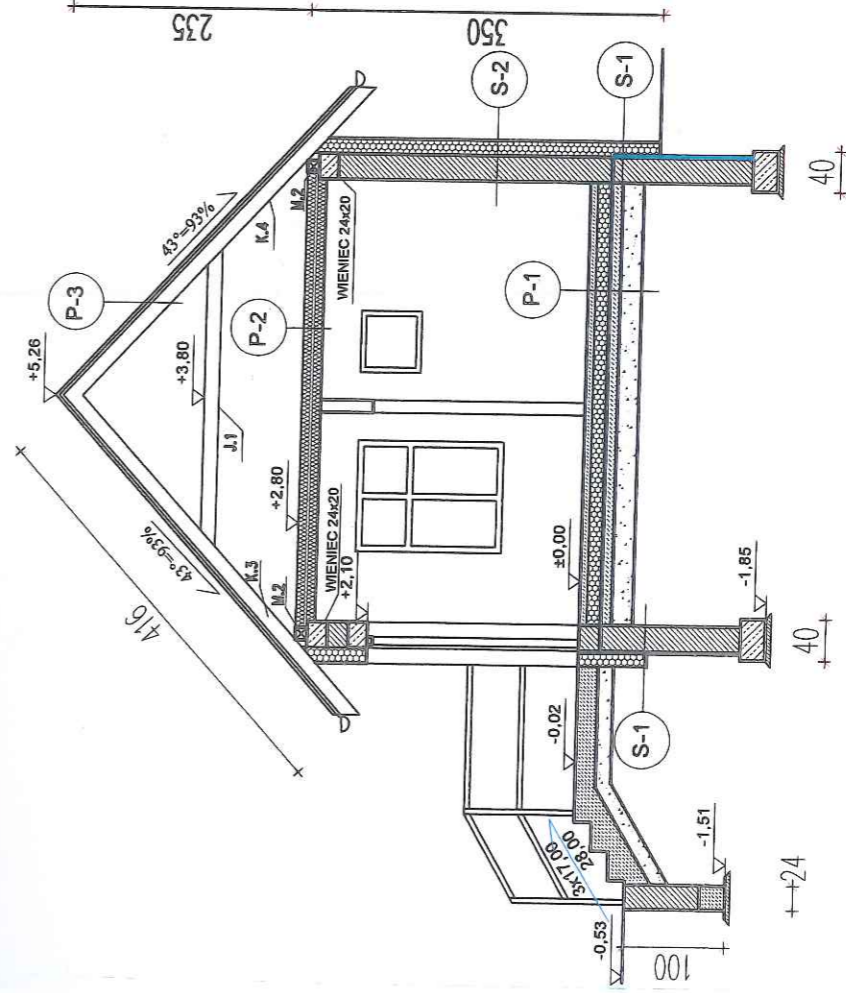 235
350
416
+5,26
P-3
43°=93%
43°=93%
+3,80
K.4
J.1
K.3
M.2
M.2
P-2
+2,80
WIENIEC 24x20
WIENIEC 24x20
+2,10
S-2
S-1
P-1
±0,00
-0,02
3x17,00
28,00
-0,53
S-1
-1,85
-1,51
100
24
40
40